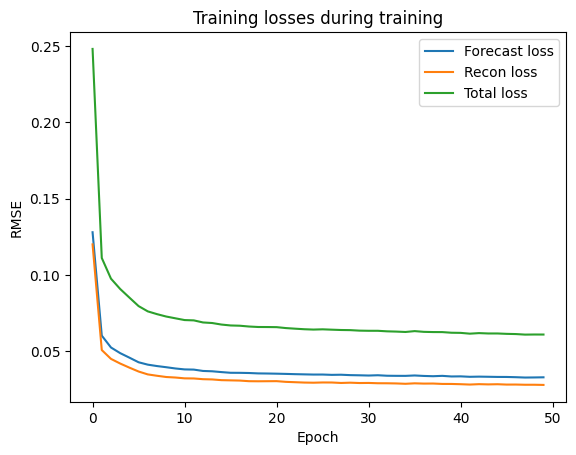 Training losses during training
RMSE
0.25
0.20
0.15
0.10
0.05
Forecast loss
Recon loss
Total loss
0
10
20
30
40
50
Epoch